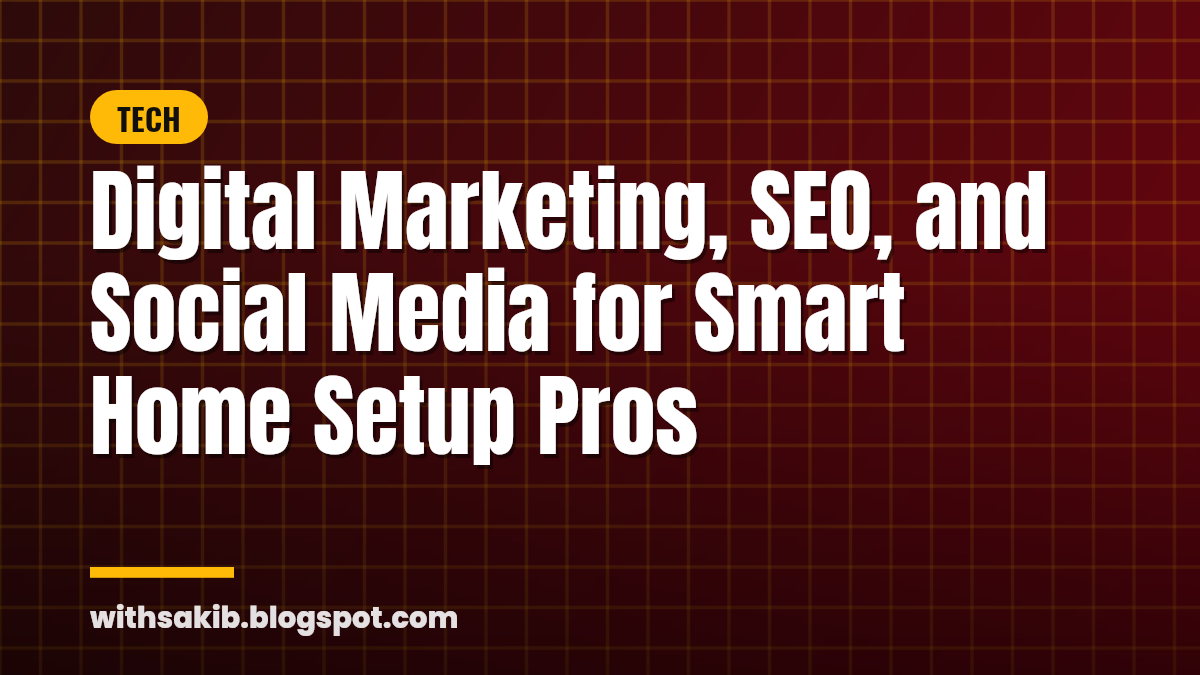 TECH
Digital Marketing, SEO, and
Social Media for Smart
Home Setup Pros
withsakib.blogspot.com